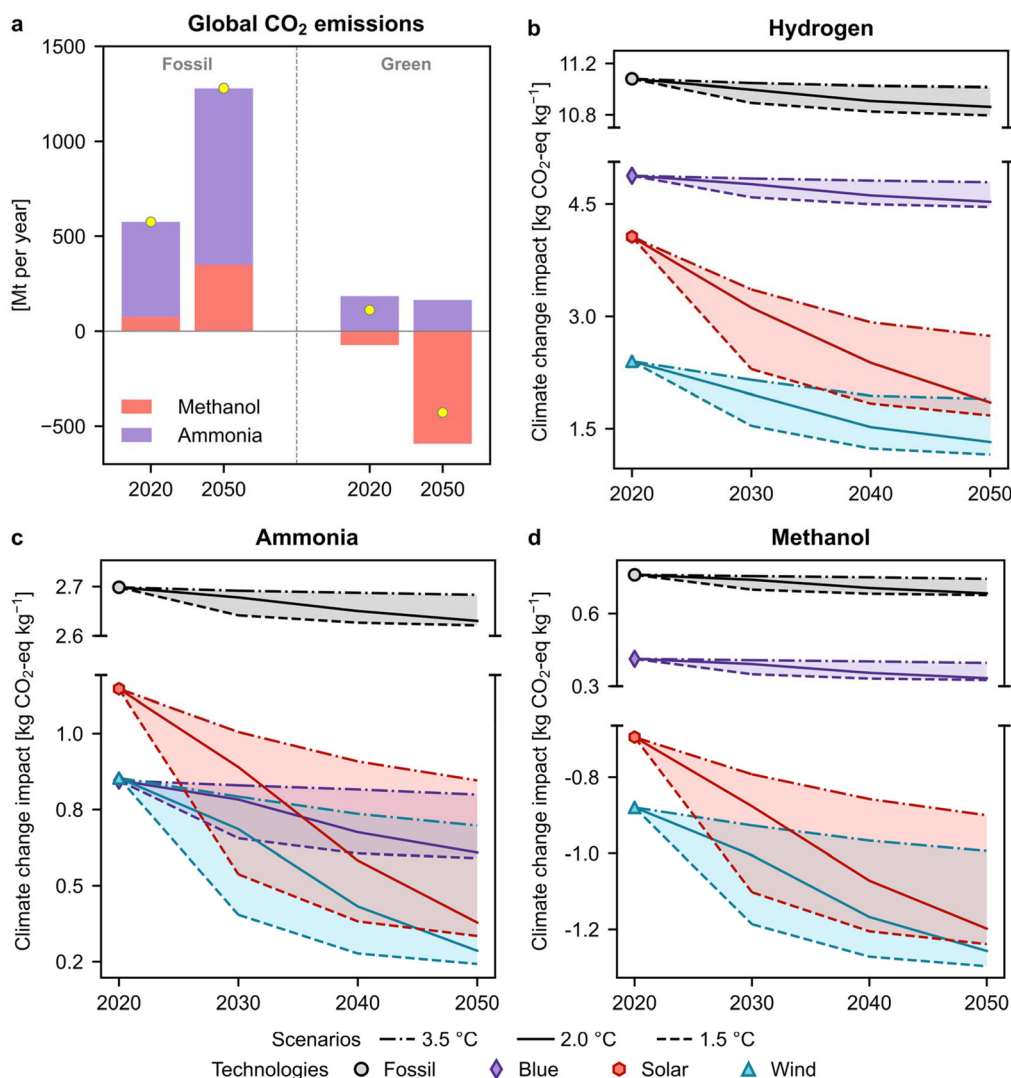 a
Global CO₂ emissions
[Mt per year]
1500
1000
500
0
−500
Fossil
Green
Methanol
Ammonia
2020
2050
2020
2050
b
Hydrogen
Climate change impact [kg CO₂-eq kg⁻¹]
11.2
10.8
4.5
3.0
1.5
2020
2030
2040
2050
c
Ammonia
Climate change impact [kg CO₂-eq kg⁻¹]
2.7
2.6
1.0
0.8
0.5
0.2
2020
2030
2040
2050
d
Methanol
Climate change impact [kg CO₂-eq kg⁻¹]
0.6
0.3
-0.8
-1.0
-1.2
2020
2030
2040
2050
Scenarios 3.5 °C 2.0 °C 1.5 °C
Technologies Fossil Blue Solar Wind